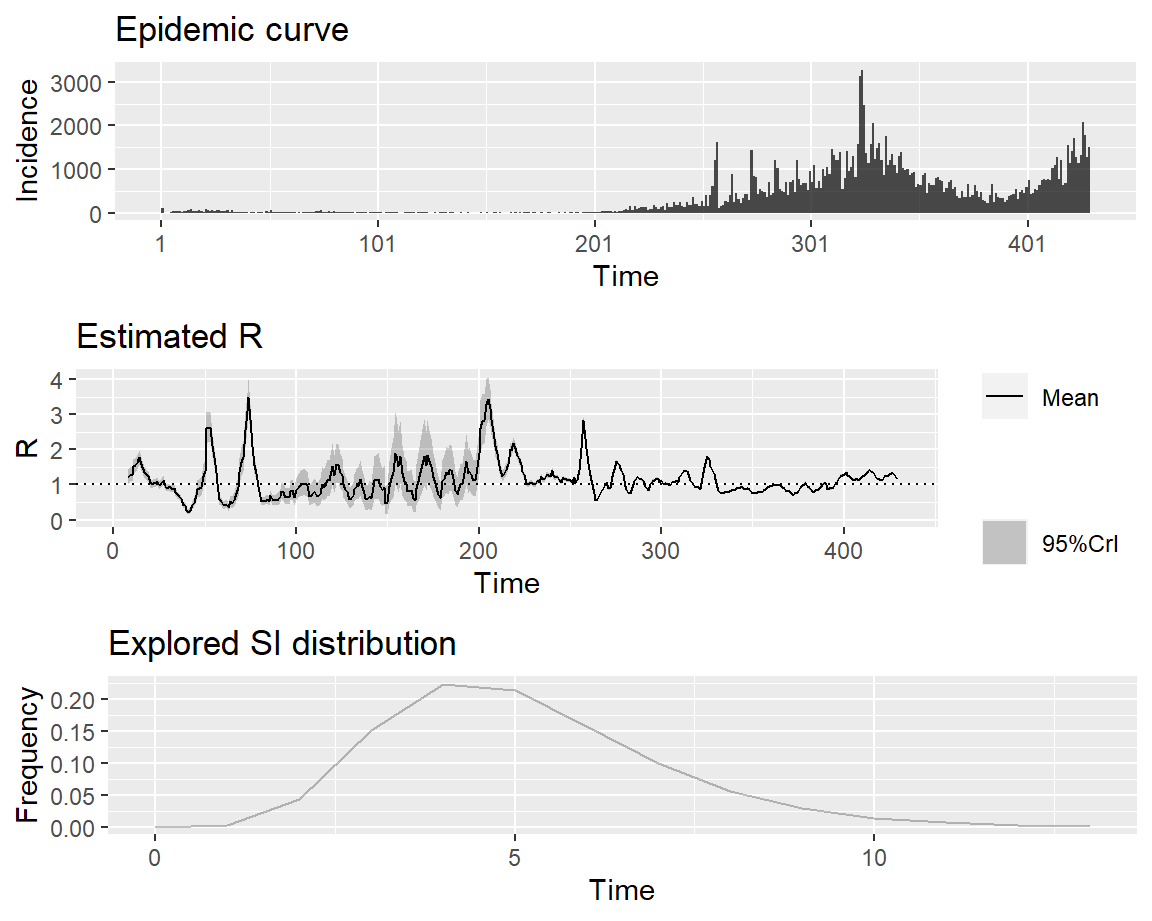 Epidemic curve
Incidence
3000
2000
1000
0
1 101 201 301 401
Time
Estimated R
R
4
3
2
1
0
0 100 200 300 400
Time
Mean
95%CrI
Explored SI distribution
Frequency
0.20
0.15
0.10
0.05
0.00
0 5 10
Time